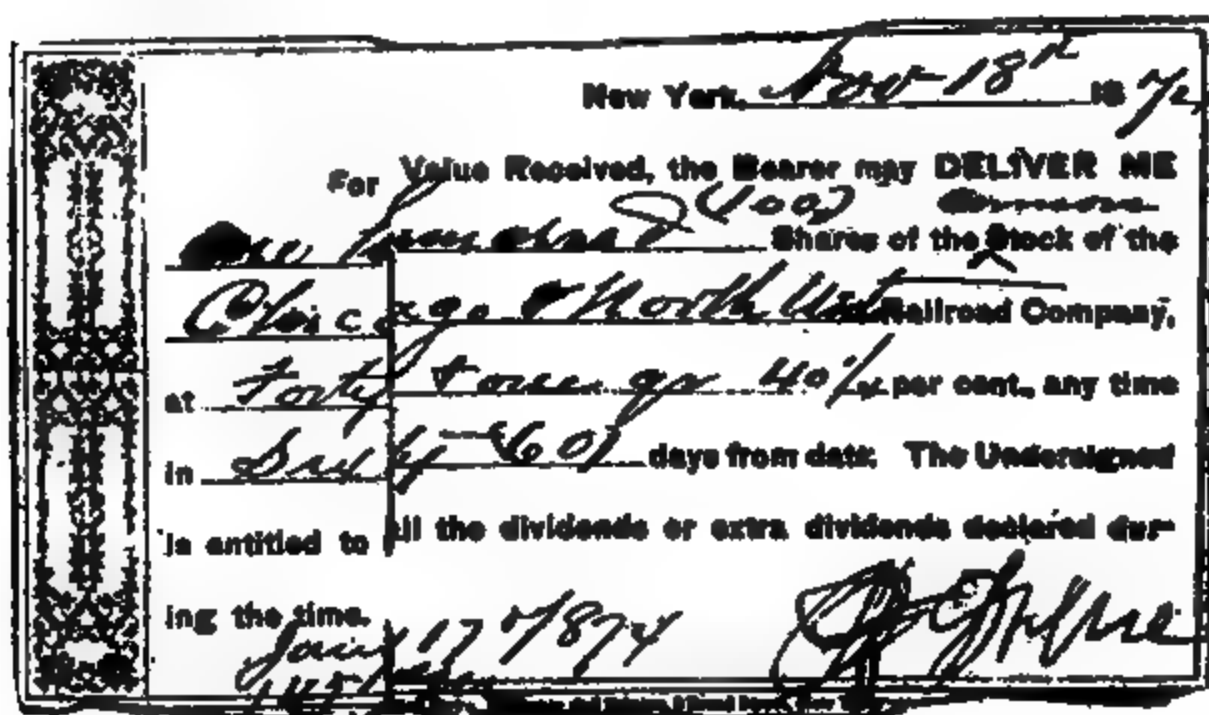 New York, Nov 18th 187
For Value Received, the Bearer may DELIVER ME
(100) Common
One hundred Shares of the ^ Stock of the
Chicago & North West Railroad Company,
at Forty 40 per cent., any time
in Sixty (60) days from date. The Undersigned
is entitled to all the dividends or extra dividends declared dur-
ing the time.
Jany 17 1874